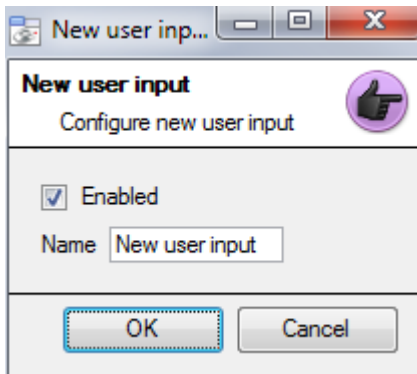 New user inp...
New user input
Configure new user input
Enabled
Name New user input
OK Cancel